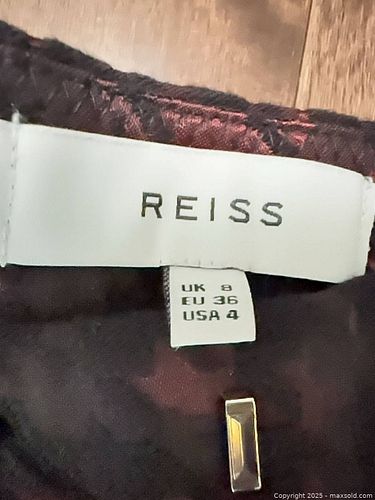 REISS
UK 8
EU 36
USA 4
Copyright 2025 - maxsold.com